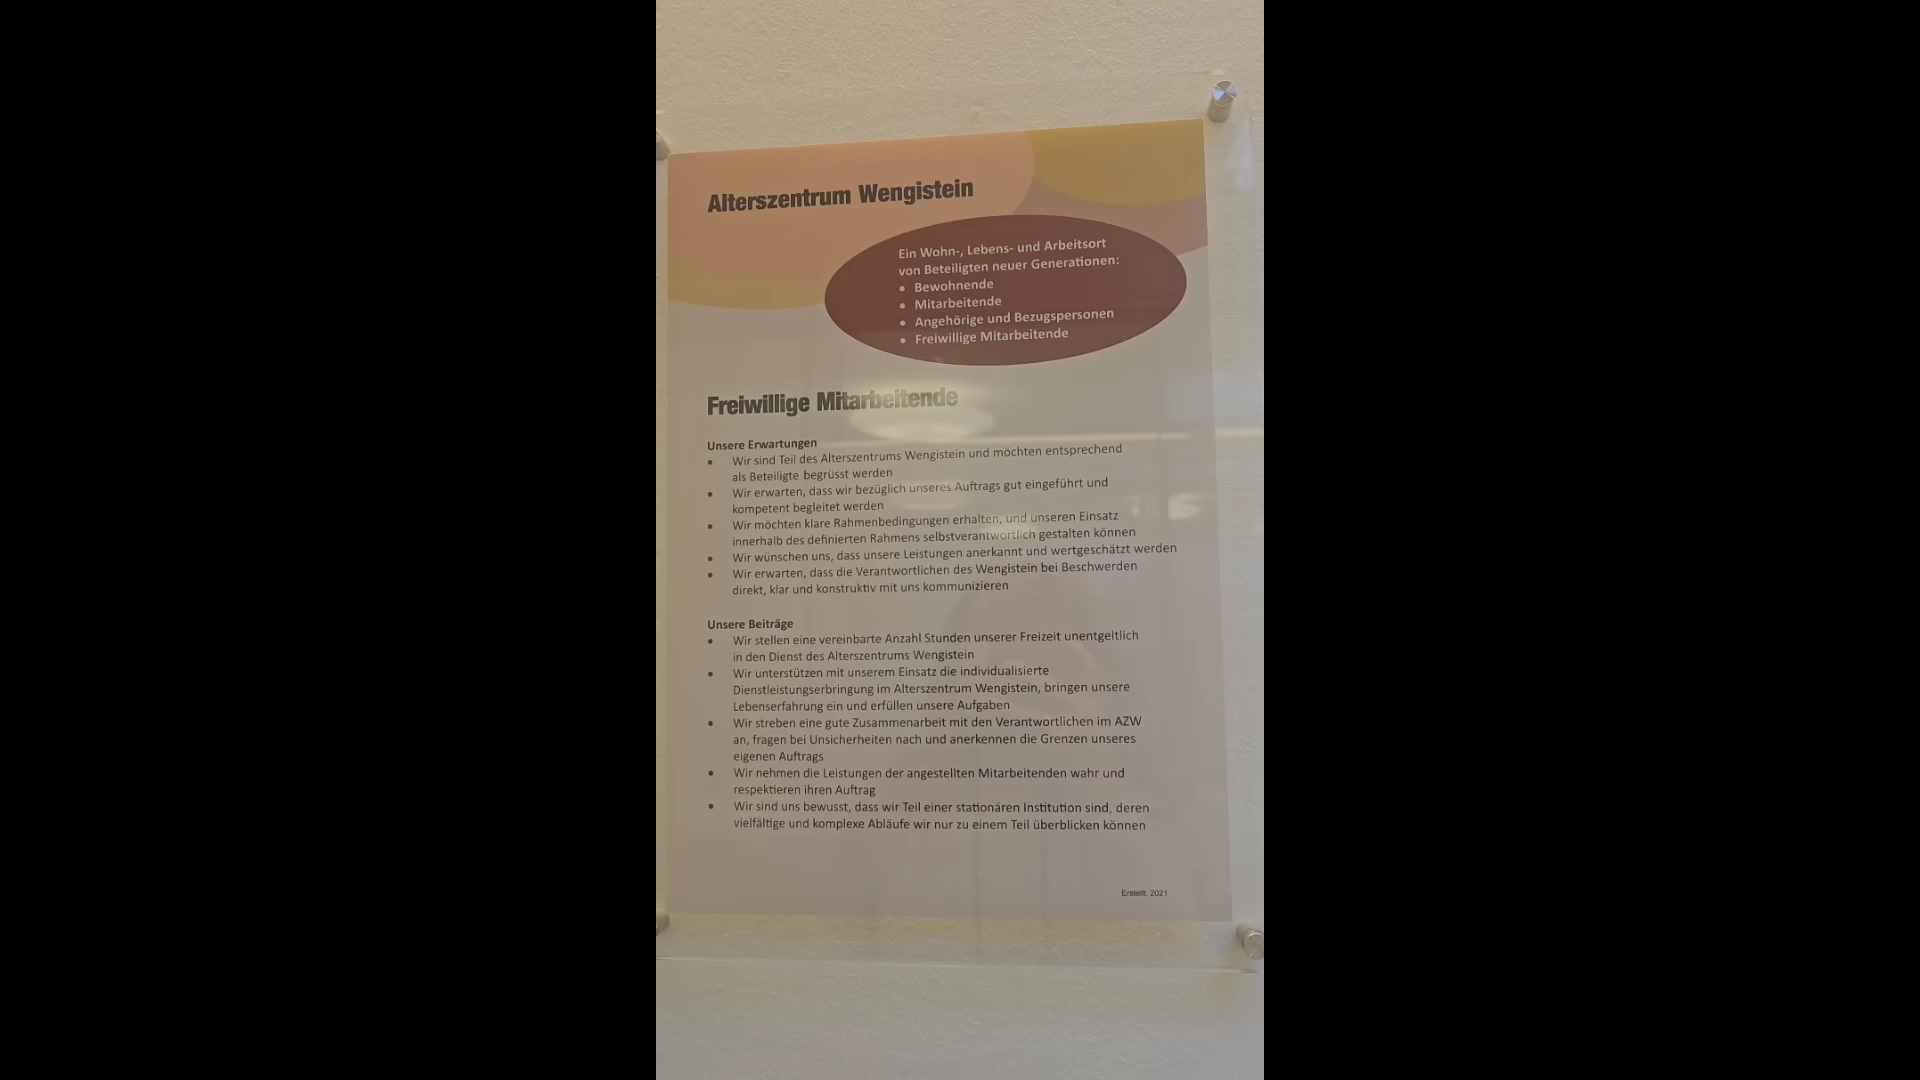 Alterszentrum Wengistein
Ein Wohn-, Lebens- und Arbeitsort
von Beteiligten neuer Generationen:
• Bewohnende
• Mitarbeitende
• Angehörige und Bezugspersonen
• Freiwillige Mitarbeitende
Freiwillige Mitarbeitende
Unsere Erwartungen
• Wir sind Teil des Alterszentrums Wengistein und möchten entsprechend
als Beteiligte begrüsst werden
• Wir erwarten, dass wir bezüglich unseres Auftrags gut eingeführt und
kompetent begleitet werden
• Wir möchten klare Rahmenbedingungen erhalten, und unseren Einsatz
innerhalb des definierten Rahmens selbstverantwortlich gestalten können
• Wir wünschen uns, dass unsere Leistungen anerkannt und wertgeschätzt werden
• Wir erwarten, dass die Verantwortlichen des Wengistein bei Beschwerden
direkt, klar und konstruktiv mit uns kommunizieren
Unsere Beiträge
• Wir stellen eine vereinbarte Anzahl Stunden unserer Freizeit unentgeltlich
in den Dienst des Alterszentrums Wengistein
• Wir unterstützen mit unserem Einsatz die individualisierte
Dienstleistungserbringung im Alterszentrum Wengistein, bringen unsere
Lebenserfahrung ein und erfüllen unsere Aufgaben
• Wir streben eine gute Zusammenarbeit mit den Verantwortlichen im AZW
an, fragen bei Unsicherheiten nach und anerkennen die Grenzen unseres
eigenen Auftrags
• Wir nehmen die Leistungen der angestellten Mitarbeitenden wahr und
respektieren ihren Auftrag
• Wir sind uns bewusst, dass wir Teil einer stationären Institution sind, deren
vielfältige und komplexe Abläufe wir nur zu einem Teil überblicken können
Erstellt: 2021